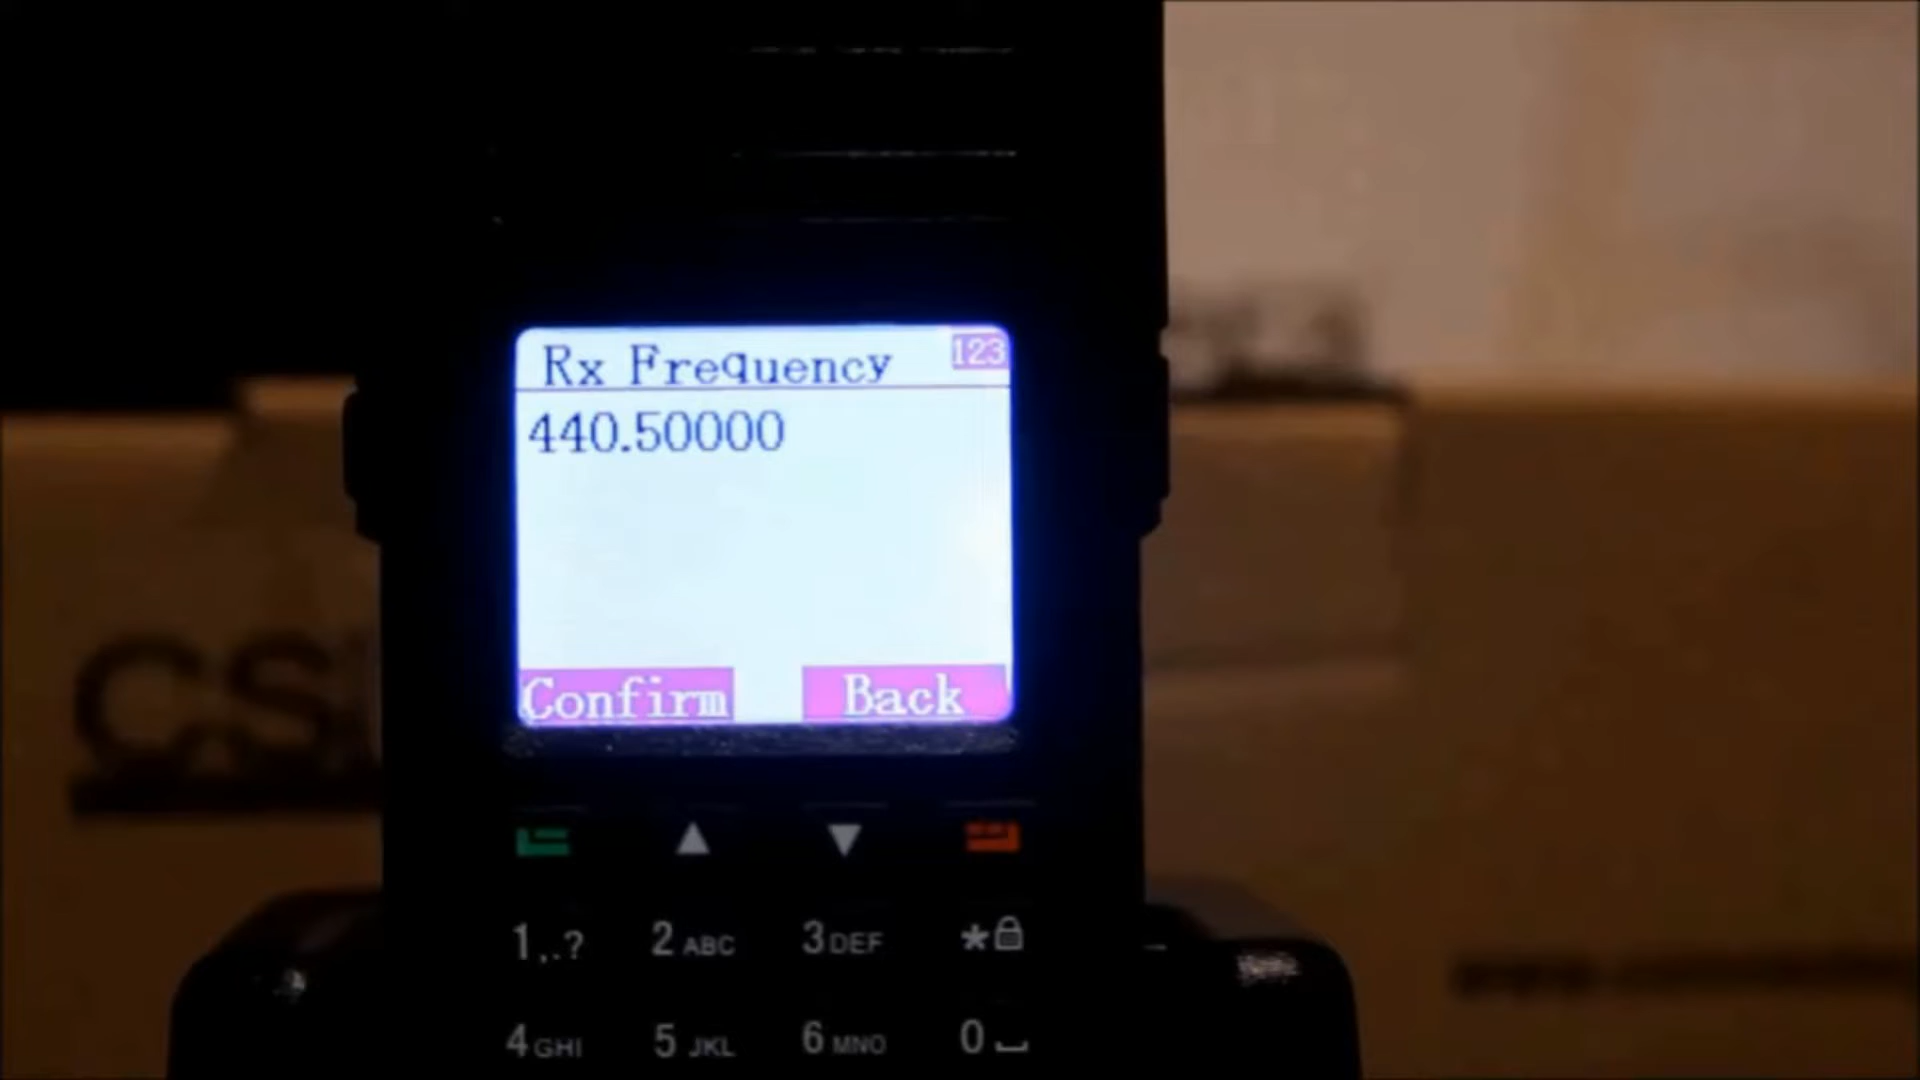 Rx Frequency 123
440.50000
Confirm Back
1,.? 2 ABC 3 DEF *
4 GHI 5 JKL 6 MNO 0
CS